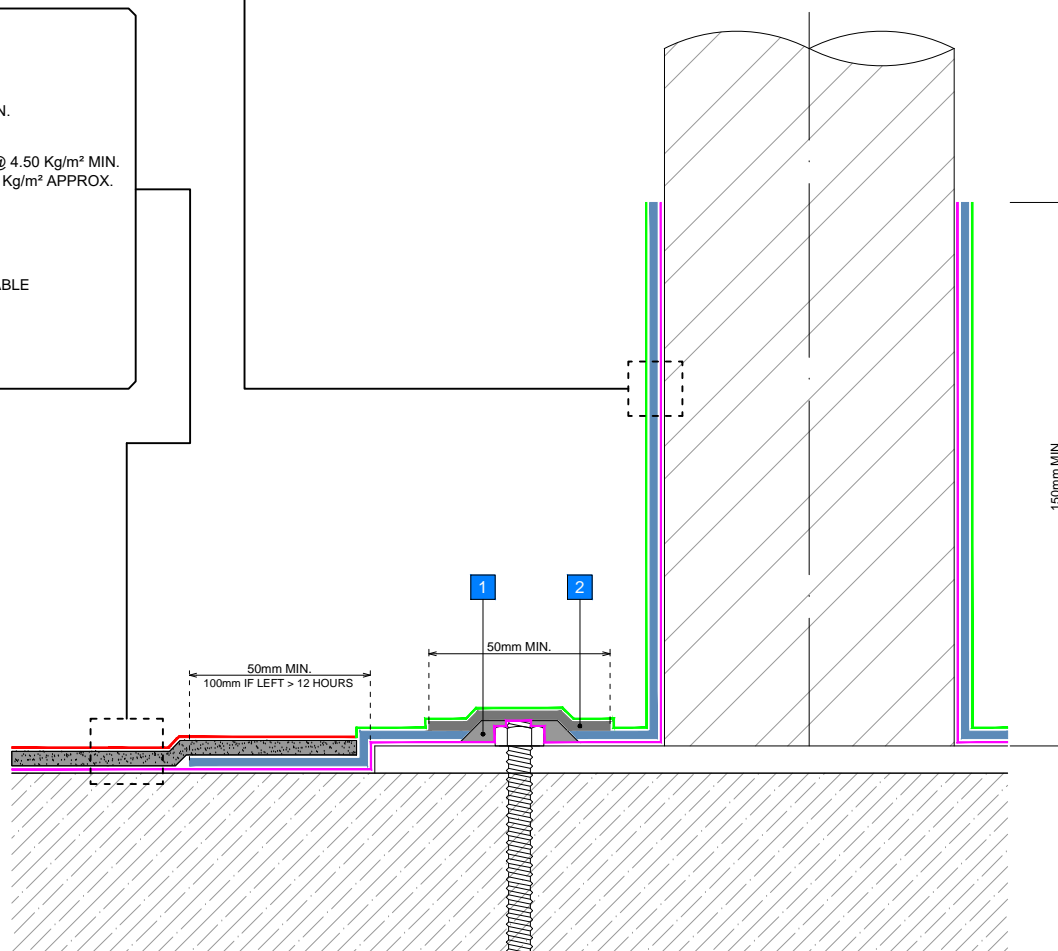 N.
@ 4.50 Kg/m² MIN.
Kg/m² APPROX.
ABLE
150mm MIN.
1
2
50mm MIN.
50mm MIN.
100mm IF LEFT > 12 HOURS